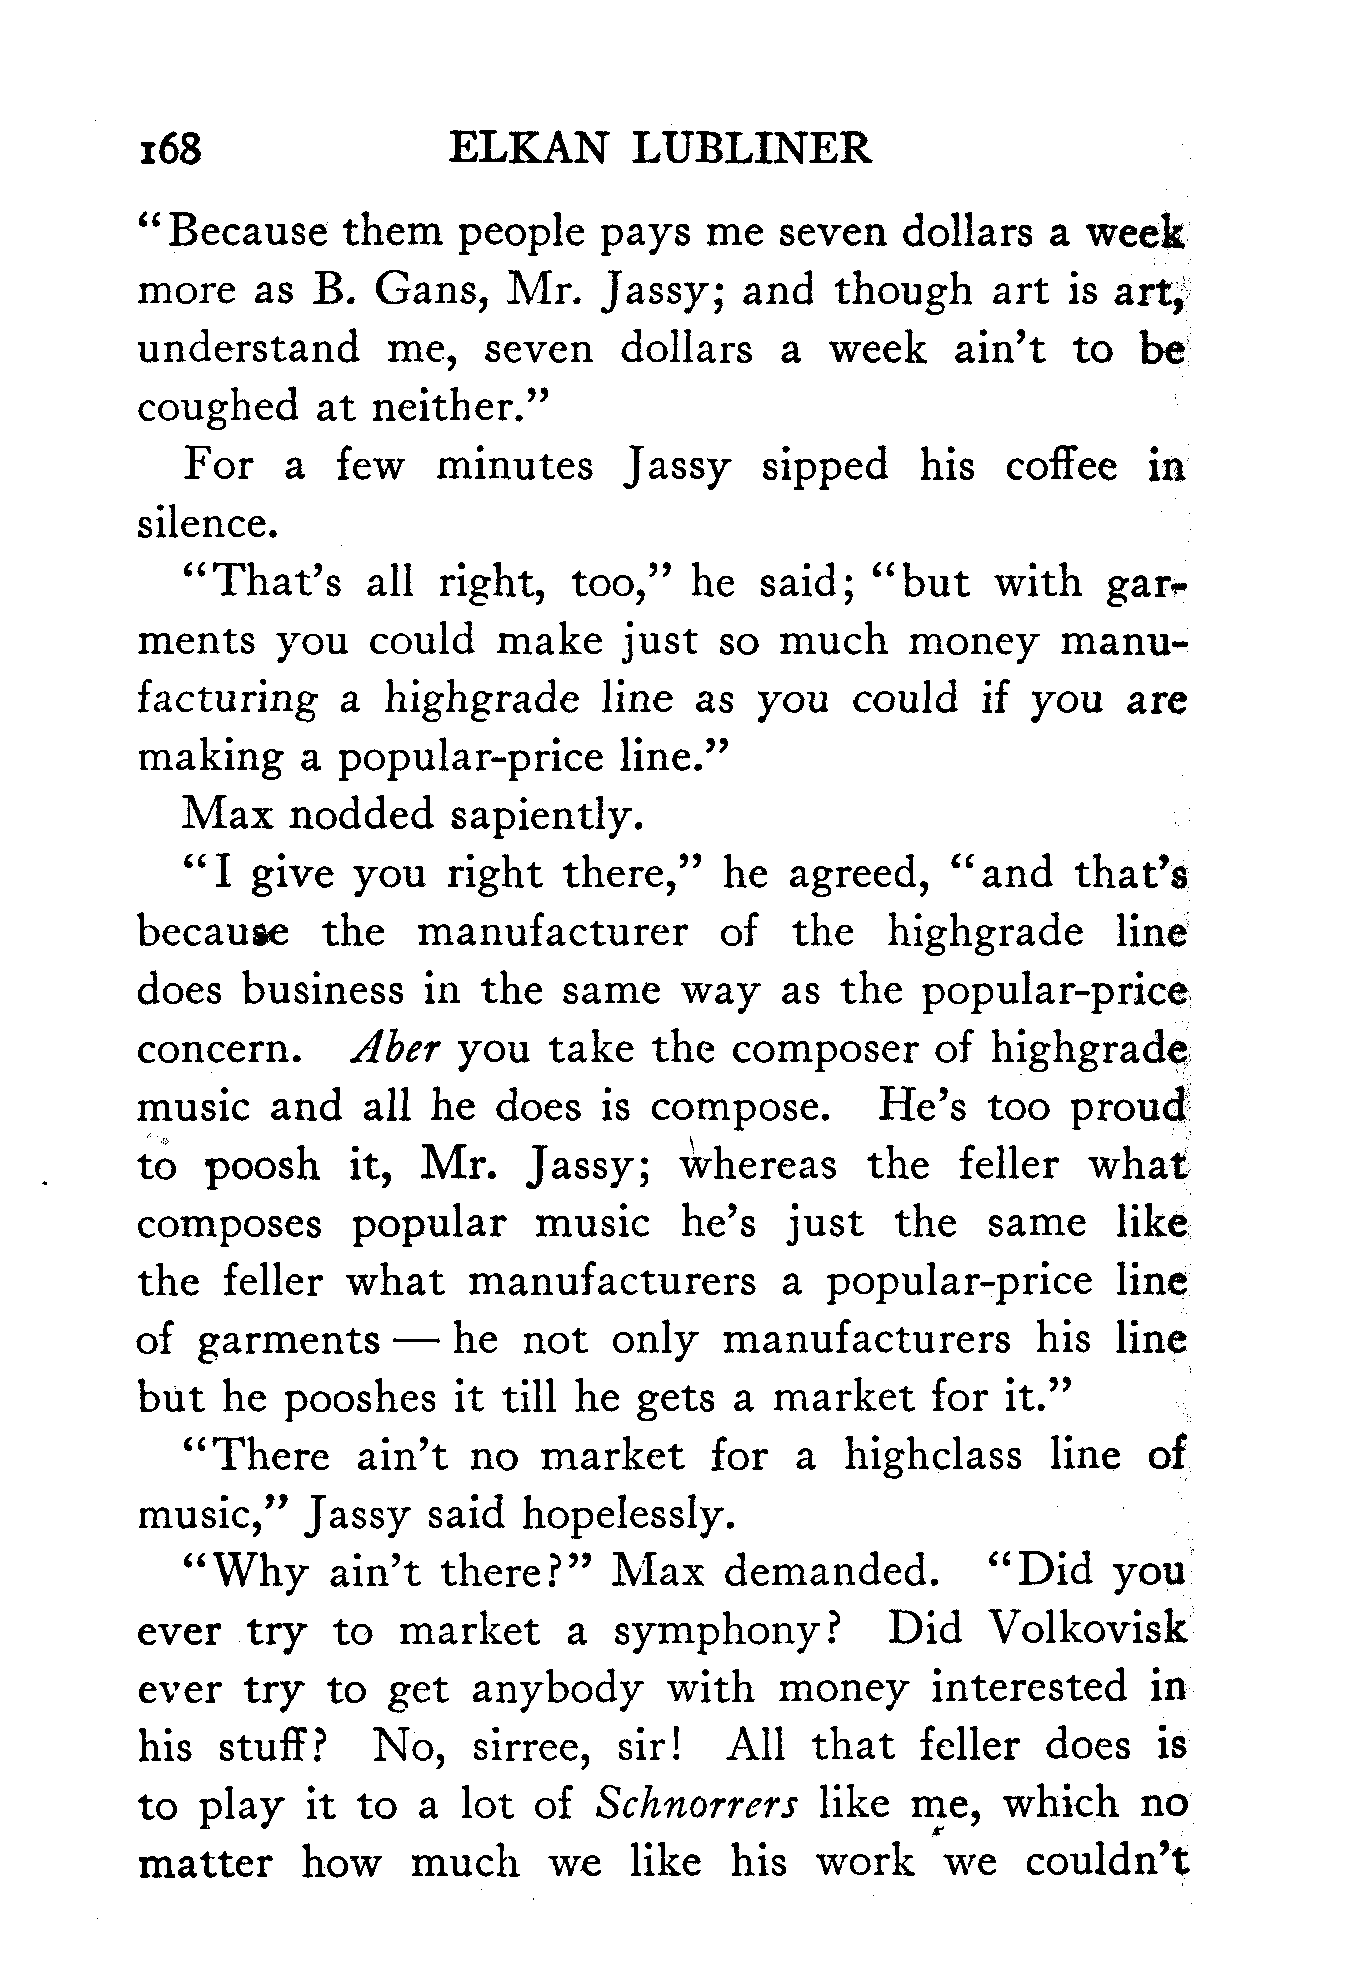 168 ELKAN LUBLINER
“Because them people pays me seven dollars a week
more as B. Gans, Mr. Jassy; and though art is art,
understand me, seven dollars a week ain’t to be
coughed at neither.”
For a few minutes Jassy sipped his coffee in
silence.
“That’s all right, too,” he said; “but with gar-
ments you could make just so much money manu-
facturing a highgrade line as you could if you are
making a popular-price line.”
Max nodded sapiently.
“I give you right there,” he agreed, “and that’s
because the manufacturer of the highgrade line
does business in the same way as the popular-price
concern. Aber you take the composer of highgrade
music and all he does is compose. He’s too proud
to poosh it, Mr. Jassy; whereas the feller what
composes popular music he’s just the same like
the feller what manufacturers a popular-price line
of garments — he not only manufacturers his line
but he pooshes it till he gets a market for it.”
“There ain’t no market for a highclass line of
music,” Jassy said hopelessly.
“Why ain’t there?” Max demanded. “Did you
ever try to market a symphony? Did Volkovisk
ever try to get anybody with money interested in
his stuff? No, sirree, sir! All that feller does is
to play it to a lot of Schnorrers like me, which no
matter how much we like his work we couldn’t